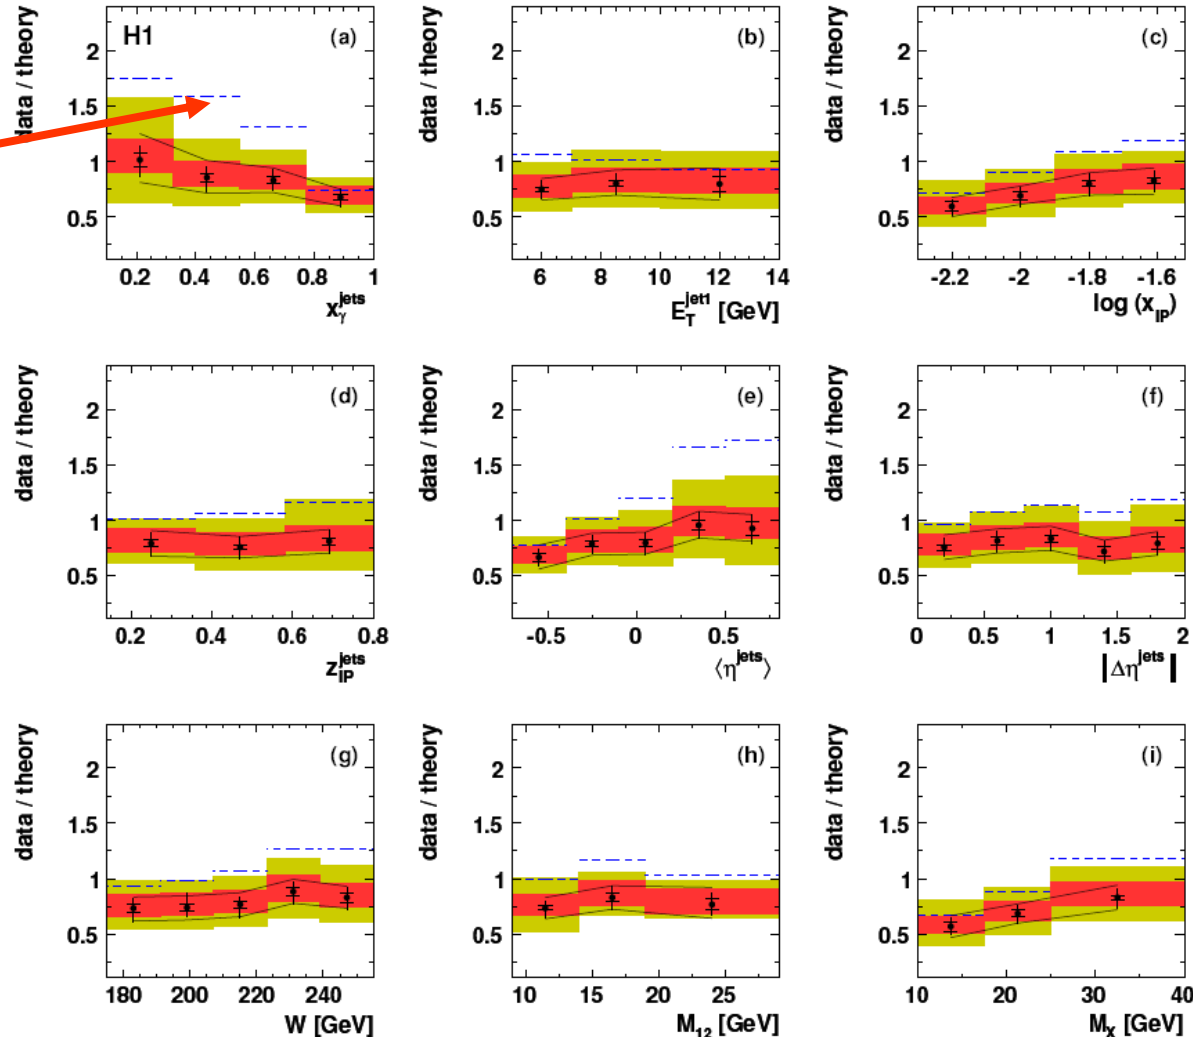 H1 (a)
data / theory
2
1.5
1
0.5
0.2 0.4 0.6 0.8 1
x_γ^jets
(b)
data / theory
2
1.5
1
0.5
6 8 10 12 14
E_T^jet1 [GeV]
(c)
data / theory
2
1.5
1
0.5
-2.2 -2 -1.8 -1.6
log (x_IP)
(d)
data / theory
2
1.5
1
0.5
0.2 0.4 0.6 0.8
z_IP^jets
(e)
data / theory
2
1.5
1
0.5
-0.5 0 0.5
⟨η^jets⟩
(f)
data / theory
2
1.5
1
0.5
0 0.5 1 1.5 2
|Δη^jets|
(g)
data / theory
2
1.5
1
0.5
180 200 220 240
W [GeV]
(h)
data / theory
2
1.5
1
0.5
10 15 20 25
M_12 [GeV]
(i)
data / theory
2
1.5
1
0.5
10 20 30 40
M_X [GeV]